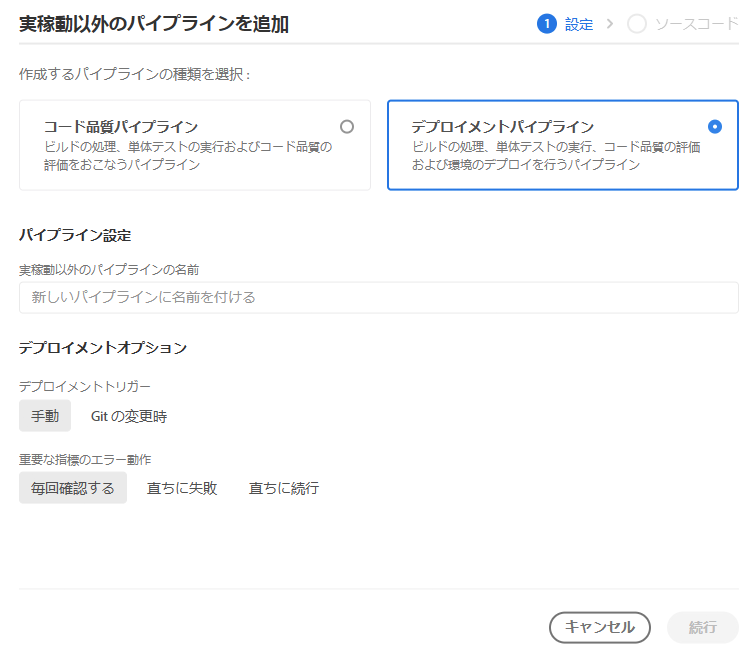 実稼動以外のパイプラインを追加
1 設定 > ソースコード
作成するパイプラインの種類を選択 :
コード品質パイプライン
ビルドの処理、単体テストの実行およびコード品質の
評価をおこなうパイプライン
デプロイメントパイプライン
ビルドの処理、単体テストの実行、コード品質の評価
および環境のデプロイを行うパイプライン
パイプライン設定
実稼動以外のパイプラインの名前
新しいパイプラインに名前を付ける
デプロイメントオプション
デプロイメントトリガー
手動 Git の変更時
重要な指標のエラー動作
毎回確認する 直ちに失敗 直ちに続行
キャンセル 続行